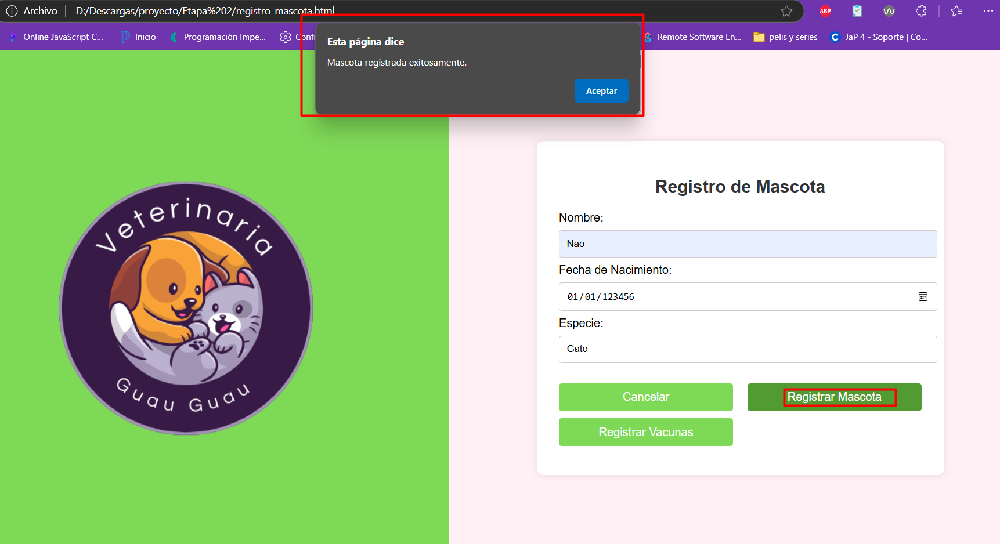 Archivo
D:/Descargas/proyecto/Etapa%202/registro_mascota.html
ABP
Online JavaScript C...
Inicio
Programación Impe...
Confi
Remote Software En...
pelis y series
JaP 4 - Soporte | Co...
Esta página dice
Mascota registrada exitosamente.
Aceptar
Veterinaria
Guau Guau
Registro de Mascota
Nombre:
Nao
Fecha de Nacimiento:
01/01/123456
Especie:
Gato
Cancelar
Registrar Mascota
Registrar Vacunas